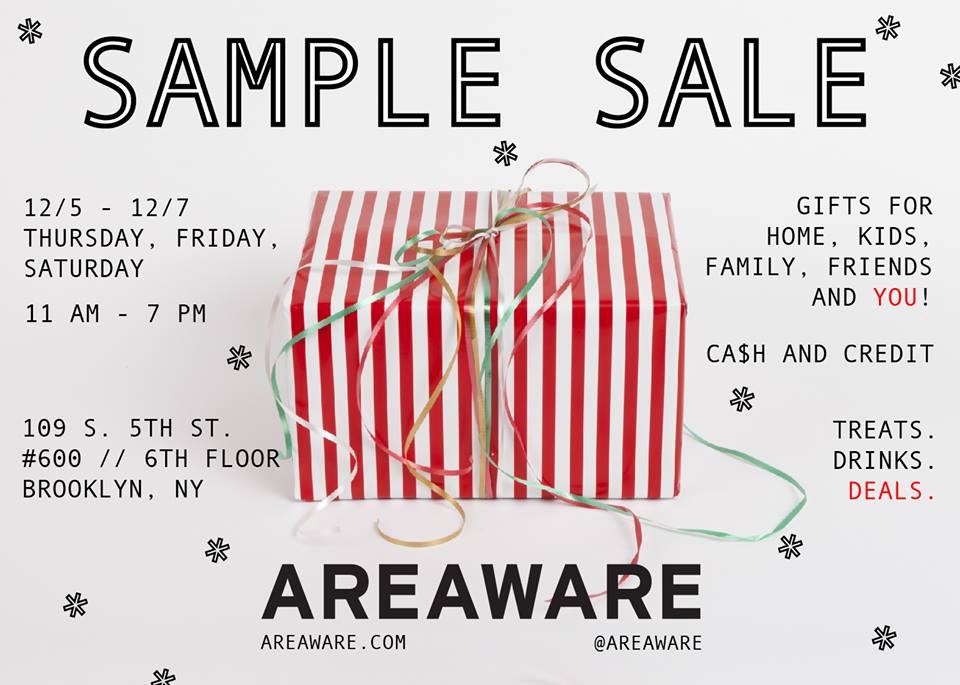 SAMPLE SALE
12/5 - 12/7
THURSDAY, FRIDAY,
SATURDAY
11 AM - 7 PM
109 S. 5TH ST.
#600 // 6TH FLOOR
BROOKLYN, NY
GIFTS FOR
HOME, KIDS,
FAMILY, FRIENDS
AND YOU!
CA$H AND CREDIT
TREATS.
DRINKS.
DEALS.
AREAWARE
AREAWARE.COM
@AREAWARE